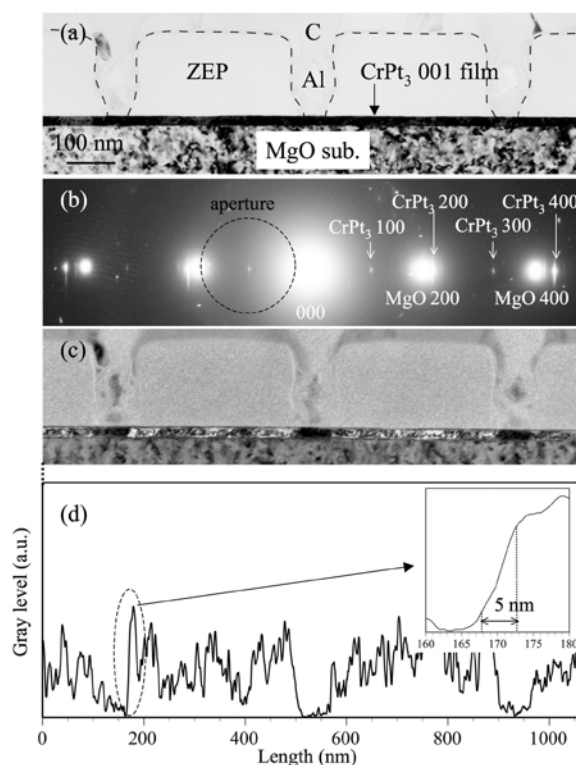 (a)
C
ZEP
Al
CrPt3 001 film
100 nm
MgO sub.
(b)
aperture
CrPt3 100
CrPt3 200
CrPt3 300
CrPt3 400
000
MgO 200
MgO 400
(c)
(d)
Gray level (a.u.)
5 nm
160 165 170 175 180
0 200 400 600 800 1000
Length (nm)